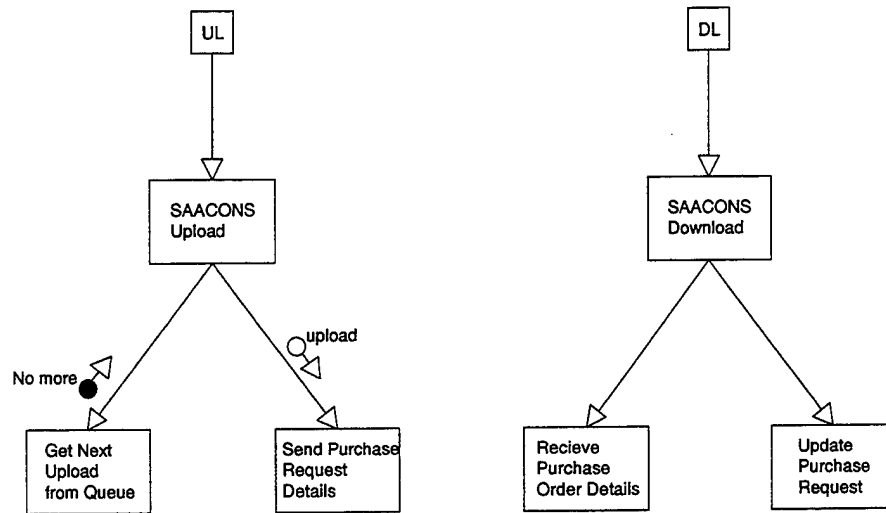 UL
DL
SAACONS
Upload
SAACONS
Download
upload
No more
Get Next
Upload
from Queue
Send Purchase
Request
Details
Recieve
Purchase
Order Details
Update
Purchase
Request